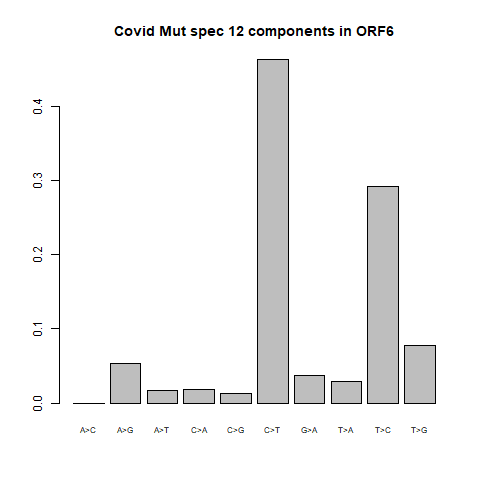 Covid Mut spec 12 components in ORF6
0.4
0.3
0.2
0.1
0.0
A>C A>G A>T C>A C>G C>T G>A T>A T>C T>G